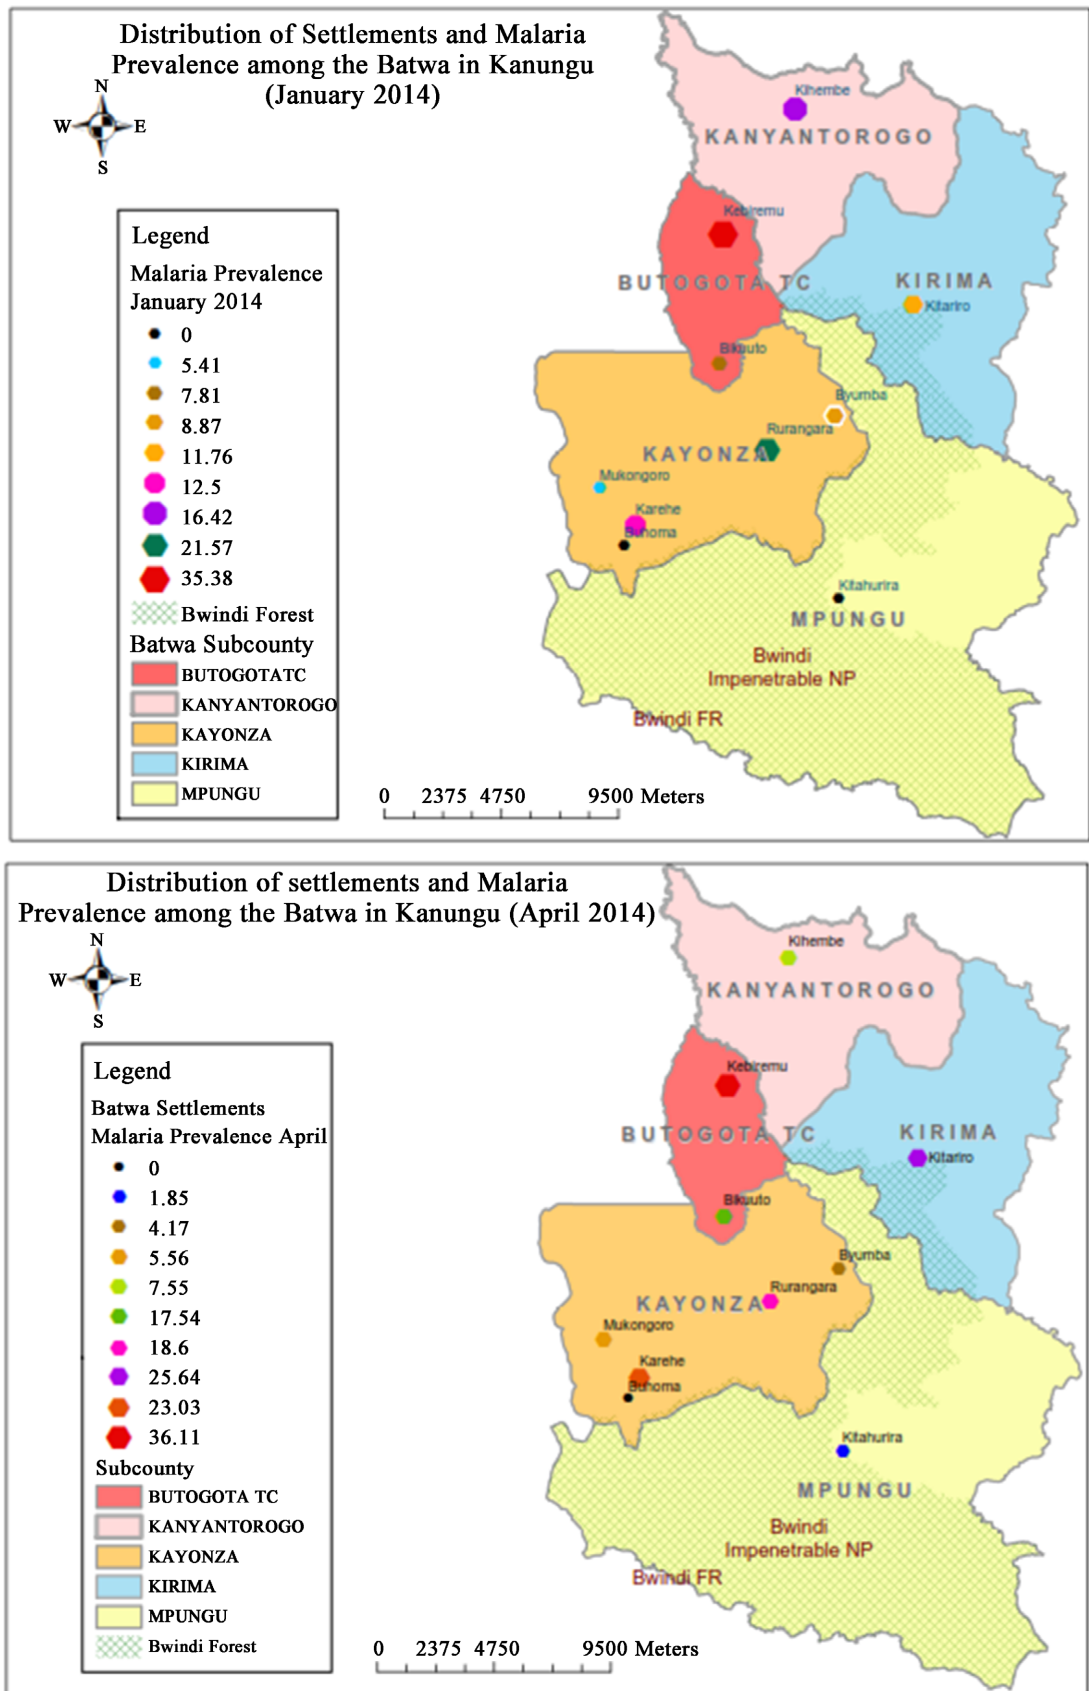 Distribution of Settlements and Malaria
Prevalence among the Batwa in Kanungu
(January 2014)
N
W E
S
Legend
Malaria Prevalence
January 2014
0
5.41
7.81
8.87
11.76
12.5
16.42
21.57
35.38
Bwindi Forest
Batwa Subcounty
BUTOGOTATC
KANYANTOROGO
KAYONZA
KIRIMA
MPUNGU
Kihembe
KANYANTOROGO
Kebiremu
BUTOGOTA TC
KIRIMA
Kitariro
Bikuuto
Byumba
Rurangara
KAYONZA
Mukongoro
Karehe
Buhoma
Kitahurira
MPUNGU
Bwindi
Impenetrable NP
Bwindi FR
0 2375 4750 9500 Meters
Distribution of settlements and Malaria
Prevalence among the Batwa in Kanungu (April 2014)
N
W E
S
Legend
Batwa Settlements
Malaria Prevalence April
0
1.85
4.17
5.56
7.55
17.54
18.6
25.64
23.03
36.11
Subcounty
BUTOGOTA TC
KANYANTOROGO
KAYONZA
KIRIMA
MPUNGU
Bwindi Forest
Kihembe
KANYANTOROGO
Kebiremu
BUTOGOTA TC
KIRIMA
Kitariro
Bikuuto
Byumba
Rurangara
KAYONZA
Mukongoro
Karehe
Buhoma
Kitahurira
MPUNGU
Bwindi
Impenetrable NP
Bwindi FR
0 2375 4750 9500 Meters